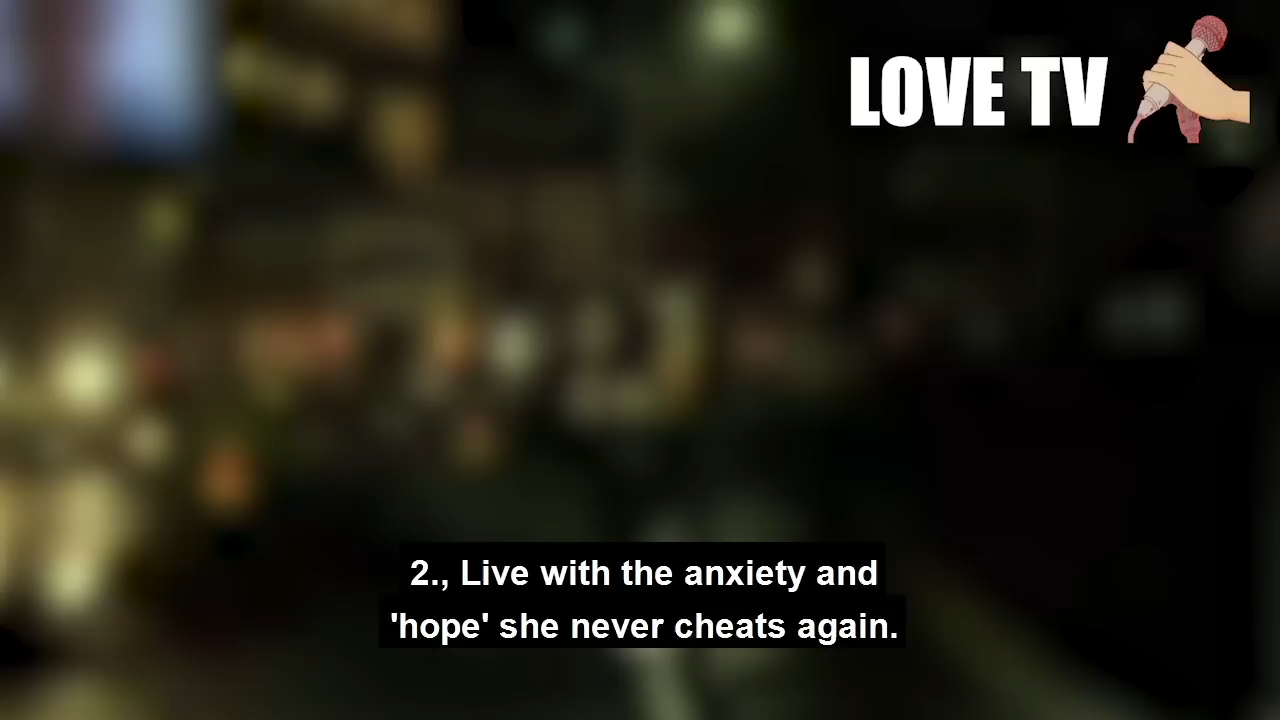 LOVE TV
2., Live with the anxiety and
'hope' she never cheats again.